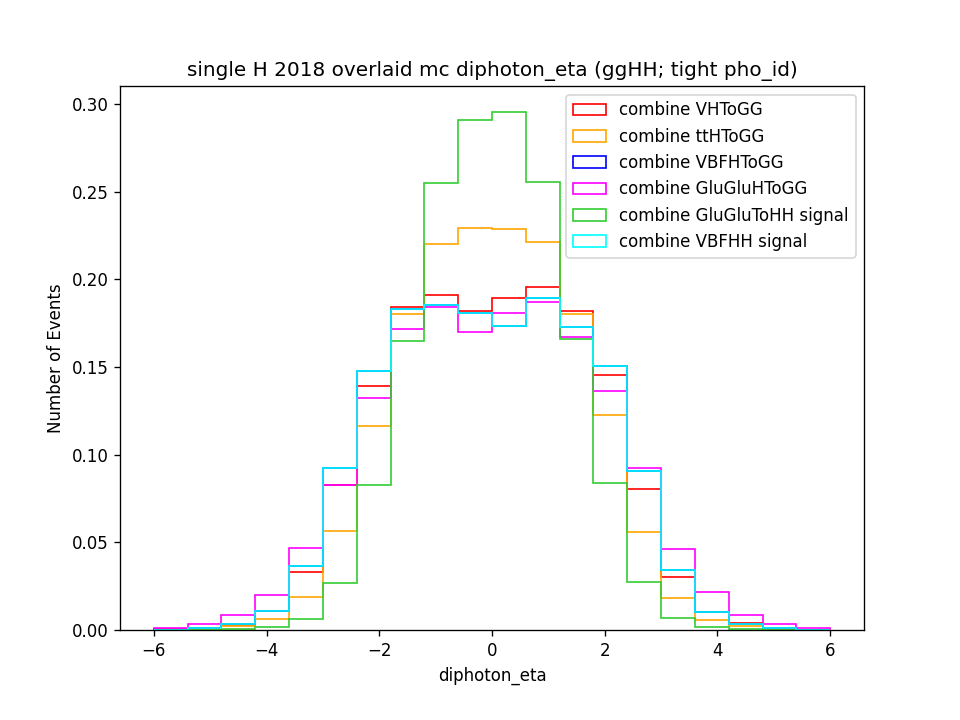 single H 2018 overlaid mc diphoton_eta (ggHH; tight pho_id)
combine VHToGG
combine ttHToGG
combine VBFHToGG
combine GluGluHToGG
combine GluGluToHH signal
combine VBFHH signal
Number of Events
0.30
0.25
0.20
0.15
0.10
0.05
0.00
−6
−4
−2
0
2
4
6
diphoton_eta